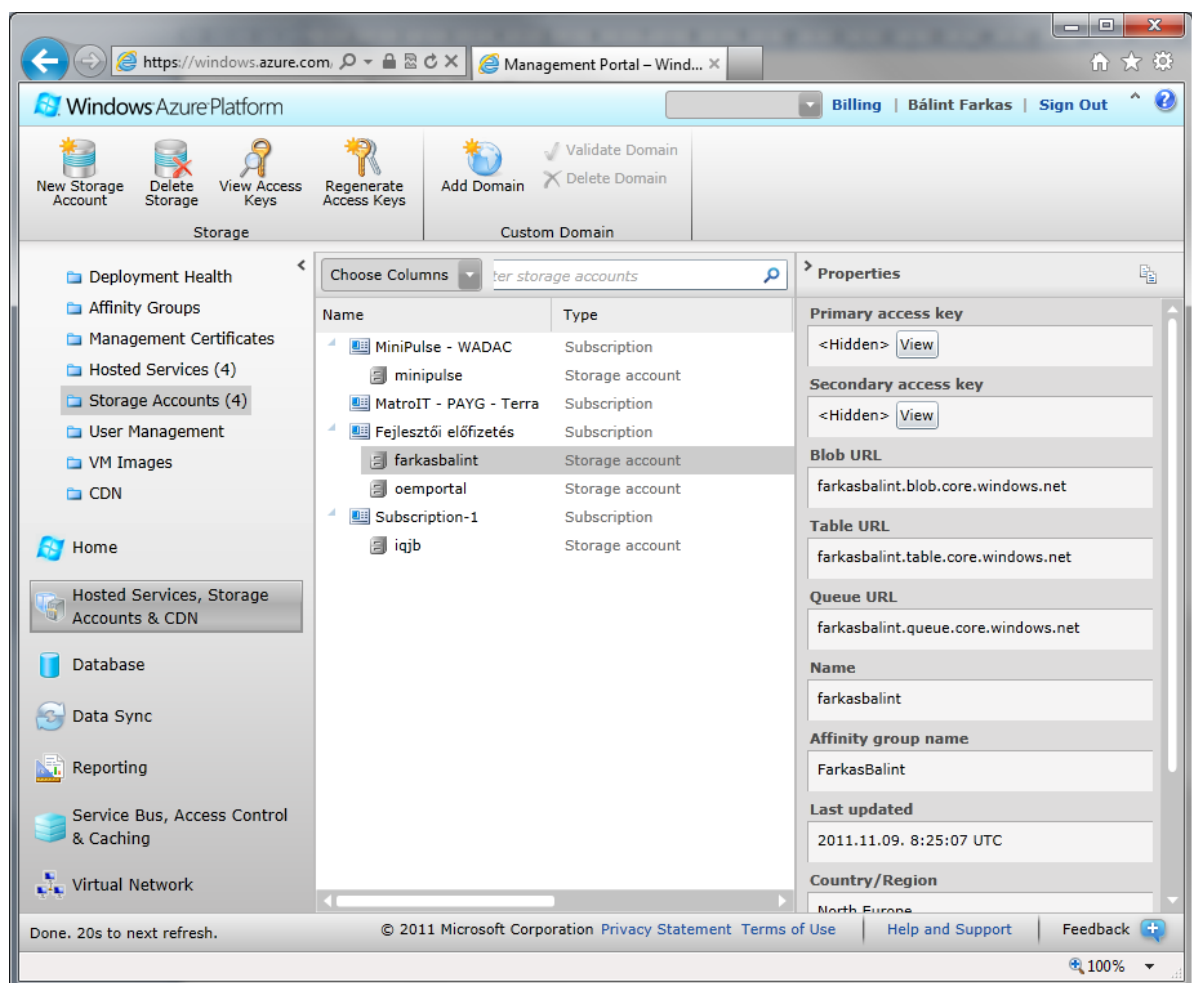 https://windows.azure.com/
Management Portal – Wind...
Windows Azure Platform
Billing | Bálint Farkas | Sign Out
New Storage Account
Delete Storage
View Access Keys
Regenerate Access Keys
Add Domain
Validate Domain
Delete Domain
Storage
Custom Domain
Deployment Health
Affinity Groups
Management Certificates
Hosted Services (4)
Storage Accounts (4)
User Management
VM Images
CDN
Home
Hosted Services, Storage
Accounts & CDN
Database
Data Sync
Reporting
Service Bus, Access Control
& Caching
Virtual Network
Choose Columns
storage accounts
Name Type
MiniPulse - WADAC Subscription
minipulse Storage account
MatroIT - PAYG - Terra Subscription
Fejlesztői előfizetés Subscription
farkasbalint Storage account
oemportal Storage account
Subscription-1 Subscription
iqjb Storage account
Properties
Primary access key
<Hidden> View
Secondary access key
<Hidden> View
Blob URL
farkasbalint.blob.core.windows.net
Table URL
farkasbalint.table.core.windows.net
Queue URL
farkasbalint.queue.core.windows.net
Name
farkasbalint
Affinity group name
FarkasBalint
Last updated
2011.11.09. 8:25:07 UTC
Country/Region
North Europe
Done. 20s to next refresh.
© 2011 Microsoft Corporation Privacy Statement Terms of Use
Help and Support
Feedback
100%